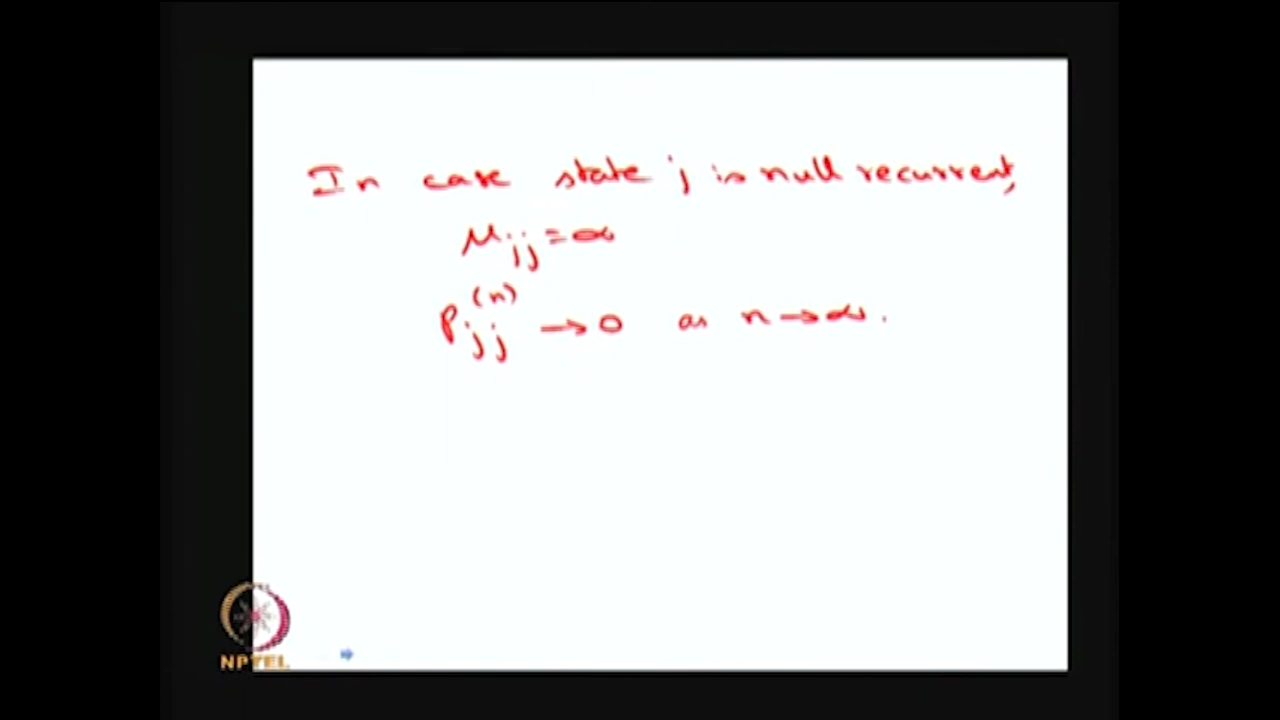 In case state j is null recurrent,
μjj = ∞
Pjj(n) → 0 as n → ∞.
NPTEL